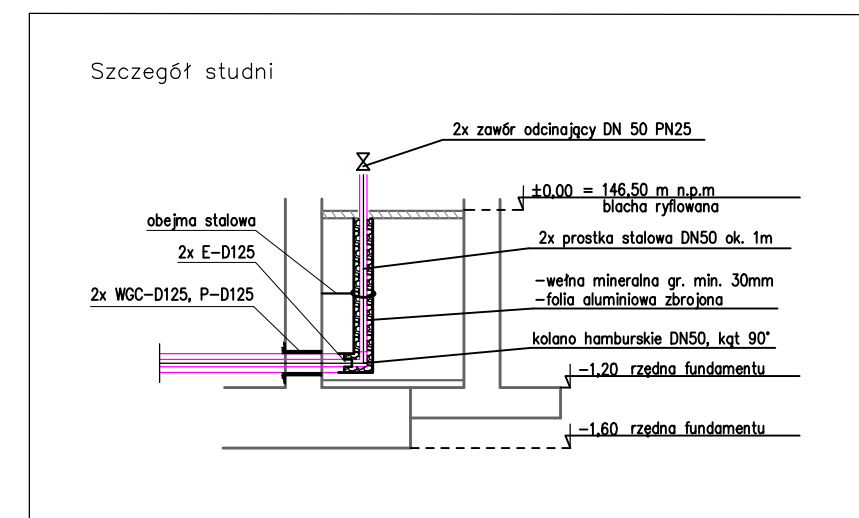 Szczegół studni
2x zawór odcinający DN 50 PN25
±0,00 = 146,50 m n.p.m
blacha ryflowana
obejma stalowa
2x prostka stalowa DN50 ok. 1m
2x E-D125
-wełna mineralna gr. min. 30mm
-folia aluminiowa zbrojona
2x WGC-D125, P-D125
kolano hamburskie DN50, kąt 90°
-1,20 rzędna fundamentu
-1,60 rzędna fundamentu